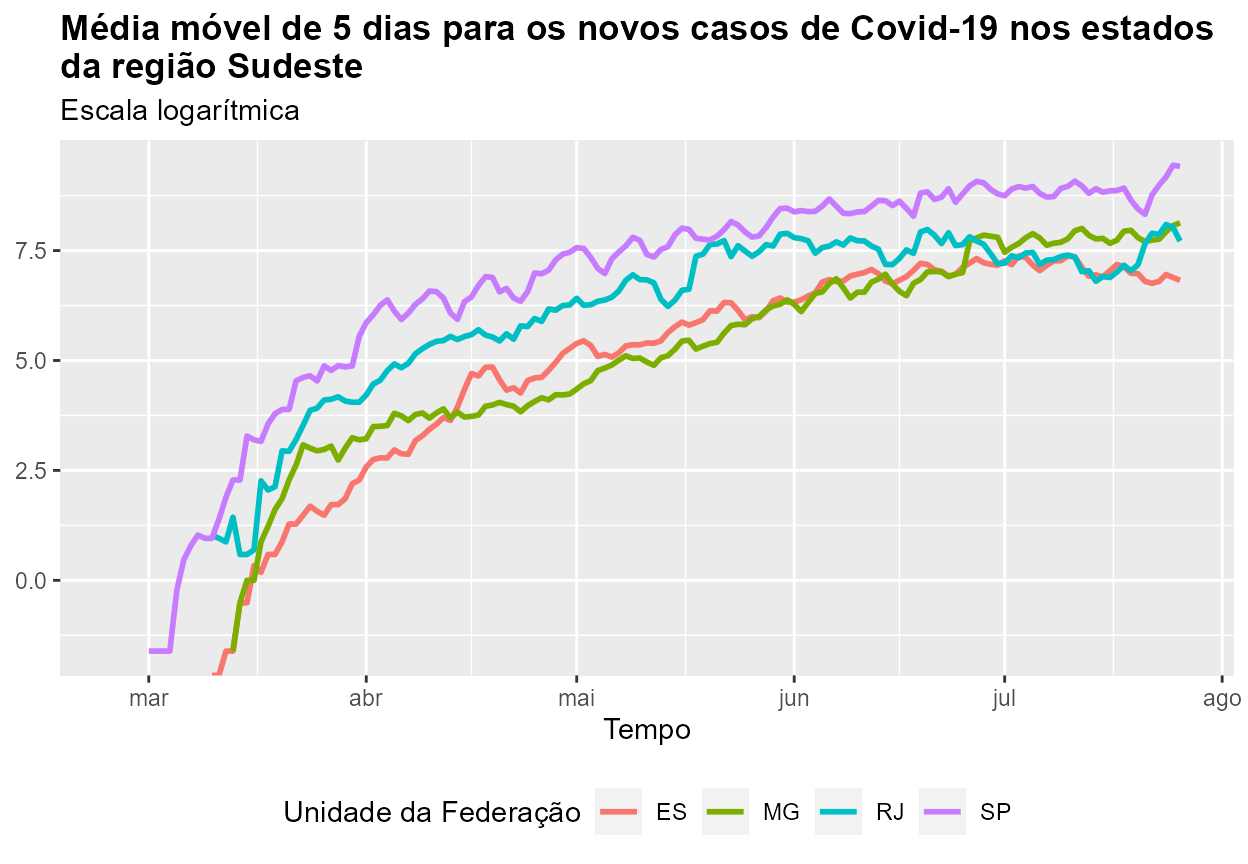 Média móvel de 5 dias para os novos casos de Covid-19 nos estados
da região Sudeste
Escala logarítmica
7.5
5.0
2.5
0.0
mar abr mai jun jul ago
Tempo
Unidade da Federação ES MG RJ SP